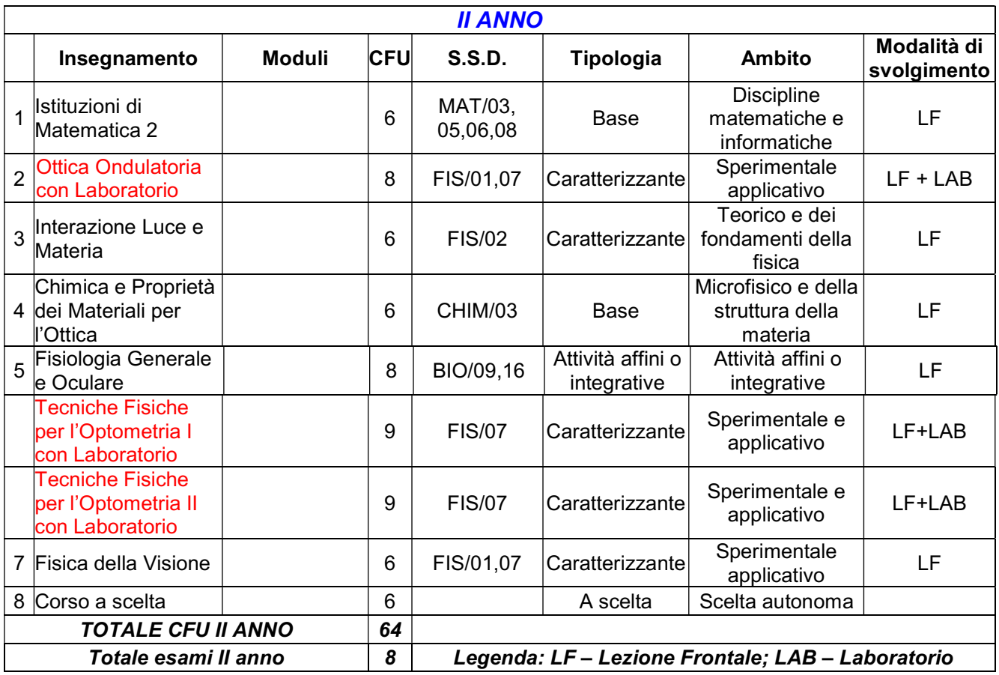 II ANNO
Insegnamento Moduli CFU S.S.D. Tipologia Ambito Modalità di
svolgimento
1 Istituzioni di
Matematica 2
6
MAT/03,
05,06,08
Base
Discipline
matematiche e
informatiche
LF
2 Ottica Ondulatoria
con Laboratorio
8
FIS/01,07
Caratterizzante
Sperimentale
applicativo
LF + LAB
3 Interazione Luce e
Materia
6
FIS/02
Caratterizzante
Teorico e dei
fondamenti della
fisica
LF
4 Chimica e Proprietà
dei Materiali per
l’Ottica
6
CHIM/03
Base
Microfisico e della
struttura della
materia
LF
5 Fisiologia Generale
e Oculare
8
BIO/09,16
Attività affini o
integrative
Attività affini o
integrative
LF
Tecniche Fisiche
per l’Optometria I
con Laboratorio
9
FIS/07
Caratterizzante
Sperimentale e
applicativo
LF+LAB
Tecniche Fisiche
per l’Optometria II
con Laboratorio
9
FIS/07
Caratterizzante
Sperimentale e
applicativo
LF+LAB
7 Fisica della Visione
6
FIS/01,07
Caratterizzante
Sperimentale
applicativo
LF
8 Corso a scelta 6 A scelta Scelta autonoma
TOTALE CFU II ANNO 64
Totale esami II anno 8 Legenda: LF – Lezione Frontale; LAB – Laboratorio